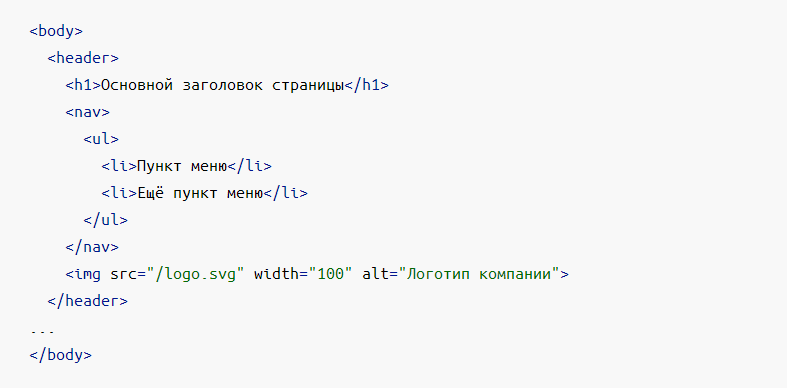 <body>
<header>
<h1>Основной заголовок страницы</h1>
<nav>
<ul>
<li>Пункт меню</li>
<li>Ещё пункт меню</li>
</ul>
</nav>
<img src="/logo.svg" width="100" alt="Логотип компании">
</header>
...
</body>